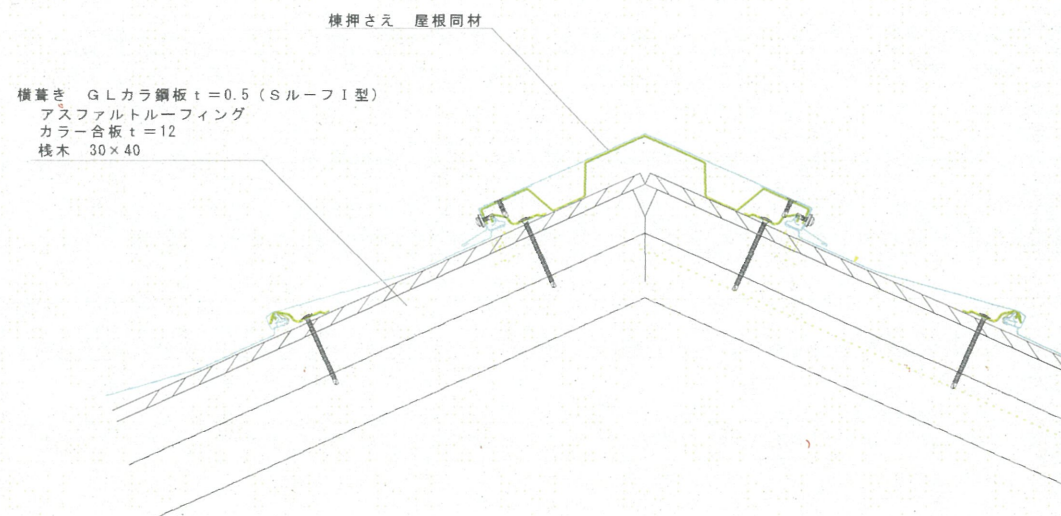 棟押さえ 屋根同材
横葺き GLカラ鋼板t=0.5(SルーフI型)
アスファルトルーフィング
カラー合板t=12
桟木 30×40